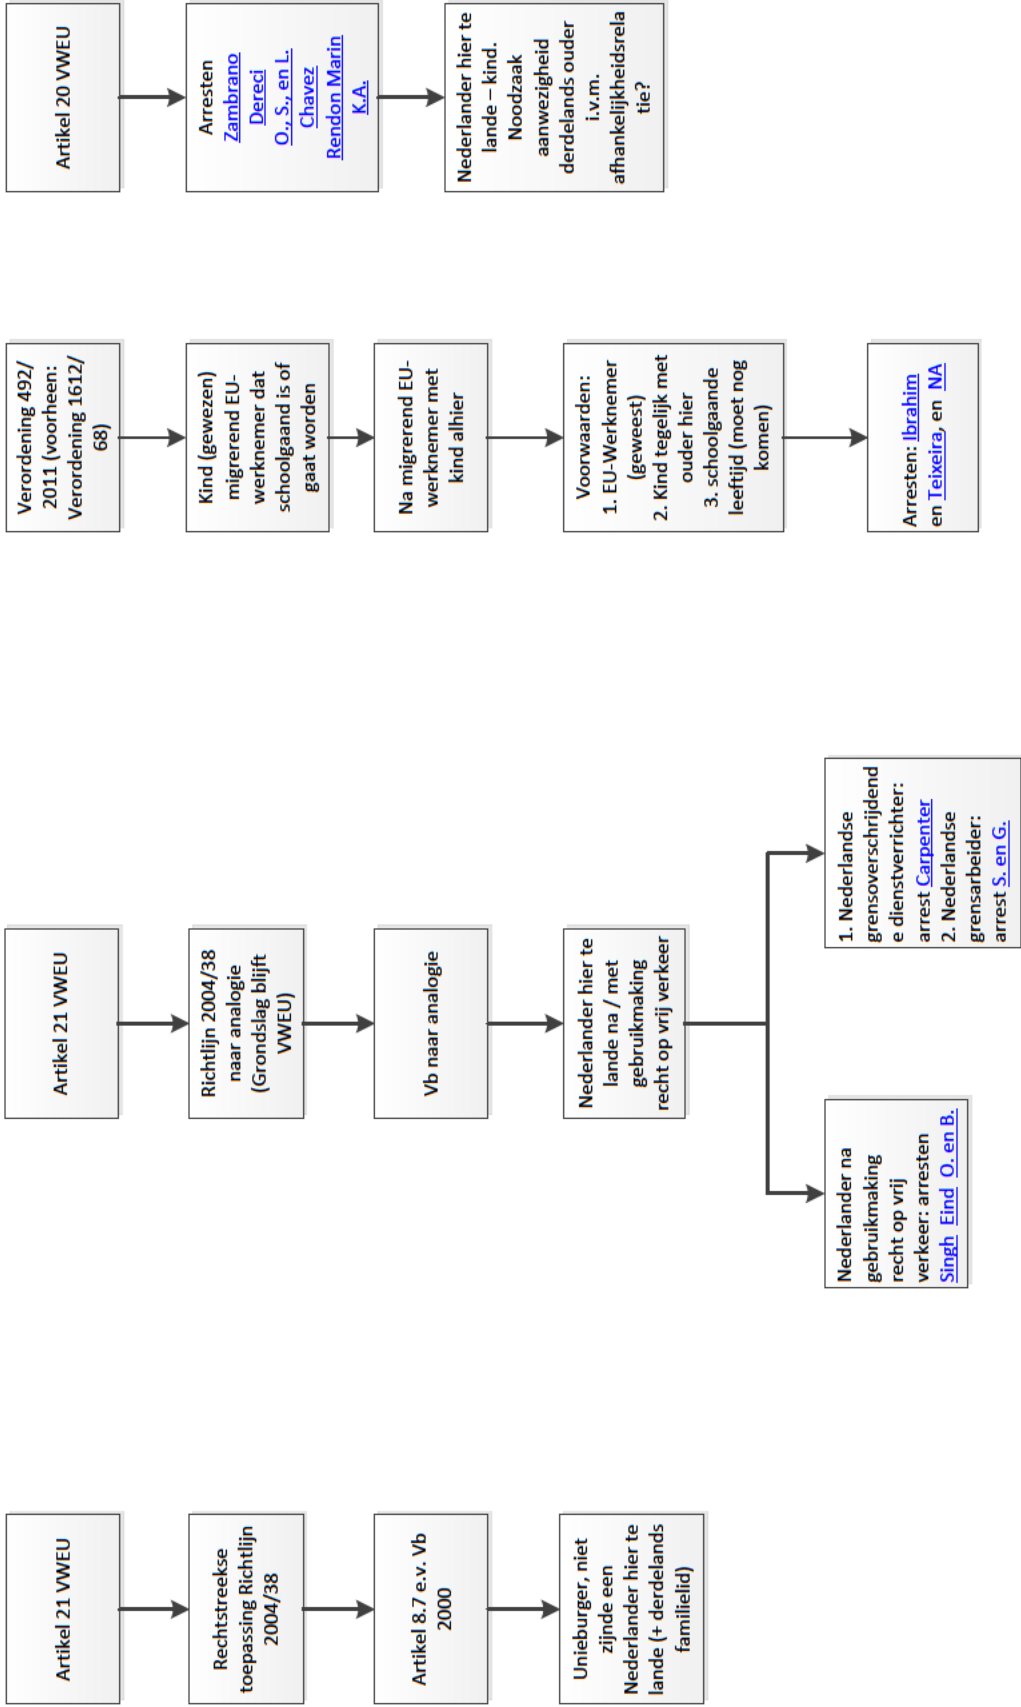 Artikel 21 VWEU
Rechtstreekse
toepassing Richtlijn
2004/38
Artikel 8.7 e.v. Vb
2000
Unieburger, niet
zijnde een
Nederlander hier te
lande (+ derdelands
familielid)
Artikel 21 VWEU
Richtlijn 2004/38
naar analogie
(Grondslag blijft
VWEU)
Vb naar analogie
Nederlander hier te
lande na / met
gebruikmaking
recht op vrij verkeer
Nederlander na
gebruikmaking
recht op vrij
verkeer: arresten
Singh Eind O. en B.
1. Nederlandse
grensoverschrijdend
e dienstverrichter:
arrest Carpenter
2. Nederlandse
grensarbeider:
arrest S. en G.
Verordening 492/
2011 (voorheen:
Verordening 1612/
68)
Kind (gewezen)
migrerend EU-
werknemer dat
schoolgaand is of
gaat worden
Na migrerend EU-
werknemer met
kind alhier
Voorwaarden:
1. EU-Werknemer
(geweest)
2. Kind tegelijk met
ouder hier
3. schoolgaande
leeftijd (moet nog
komen)
Arresten: Ibrahim
en Teixeira, en NA
Artikel 20 VWEU
Arresten
Zambrano
Dereci
O., S., en L.
Chavez
Rendon Marin
K.A.
Nederlander hier te
lande – kind.
Noodzaak
aanwezigheid
derdelands ouder
i.v.m.
afhankelijkheidsrela
tie?